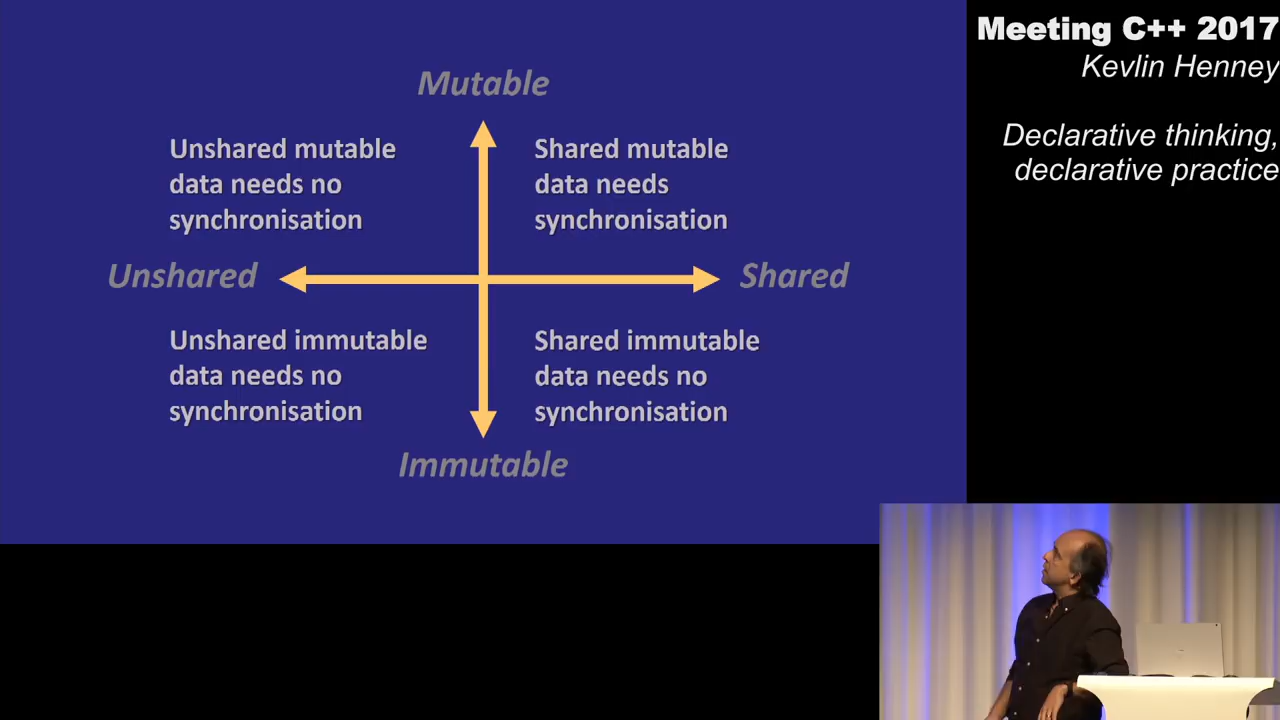 Mutable
Unshared mutable
data needs no
synchronisation
Shared mutable
data needs
synchronisation
Unshared
Shared
Unshared immutable
data needs no
synchronisation
Shared immutable
data needs no
synchronisation
Immutable
Meeting C++ 2017
Kevlin Henney
Declarative thinking,
declarative practice